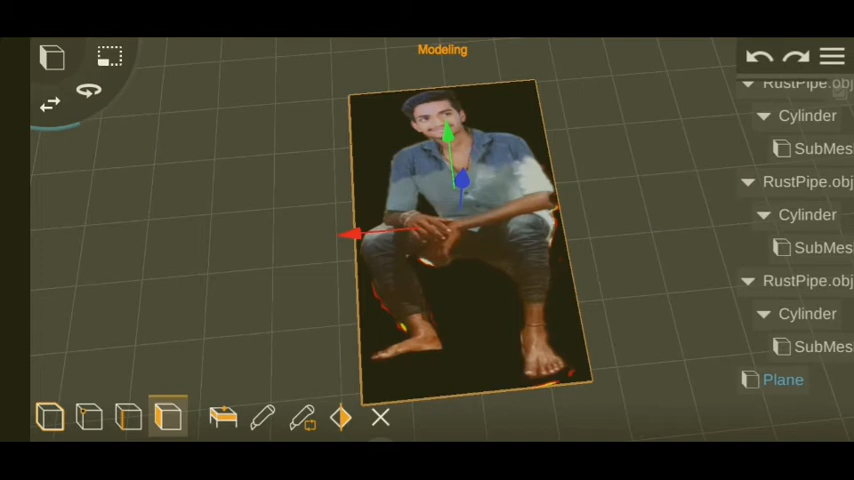 Modeling
RustPipe.obj
Cylinder
SubMes
RustPipe.obj
Cylinder
SubMes
RustPipe.obj
Cylinder
SubMes
Plane